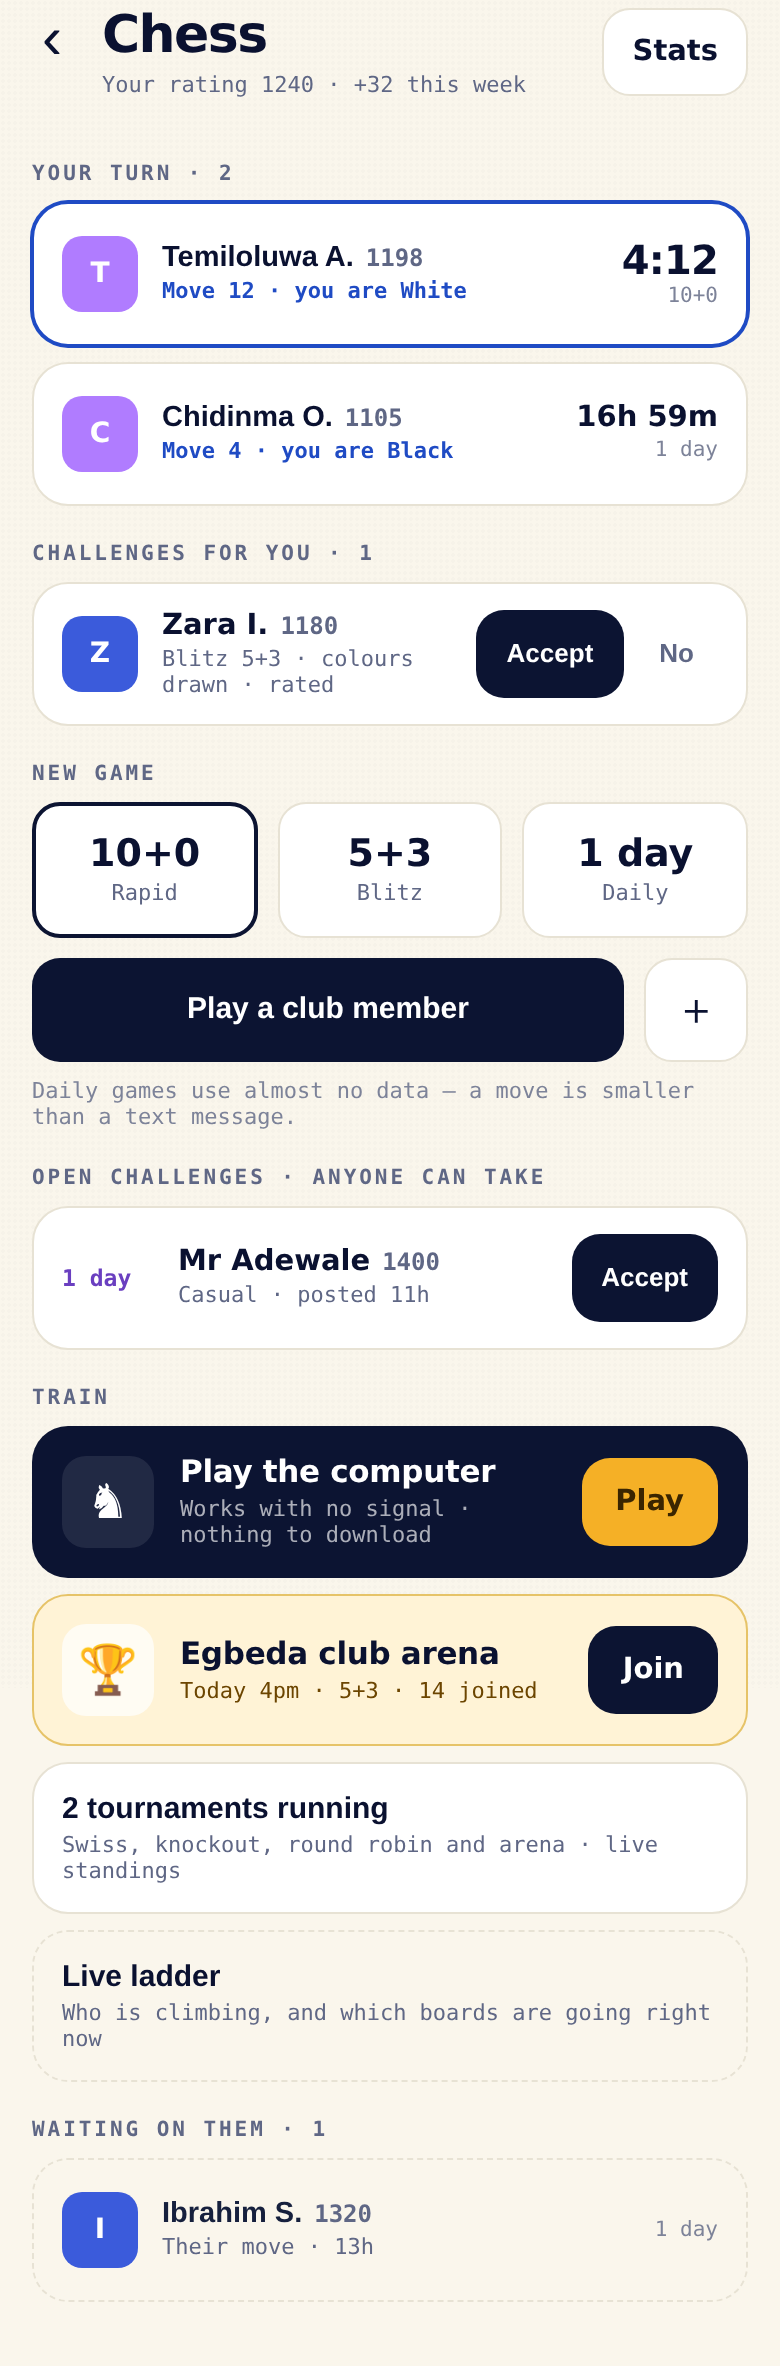 ‹ Chess
Your rating 1240 · +32 this week
Stats
YOUR TURN · 2
T
Temiloluwa A. 1198
Move 12 · you are White
4:12
10+0
C
Chidinma O. 1105
Move 4 · you are Black
16h 59m
1 day
CHALLENGES FOR YOU · 1
Z
Zara I. 1180
Blitz 5+3 · colours
drawn · rated
Accept
No
NEW GAME
10+0
Rapid
5+3
Blitz
1 day
Daily
Play a club member
+
Daily games use almost no data — a move is smaller
than a text message.
OPEN CHALLENGES · ANYONE CAN TAKE
1 day
Mr Adewale 1400
Casual · posted 11h
Accept
TRAIN
Play the computer
Works with no signal ·
nothing to download
Play
Egbeda club arena
Today 4pm · 5+3 · 14 joined
Join
2 tournaments running
Swiss, knockout, round robin and arena · live
standings
Live ladder
Who is climbing, and which boards are going right
now
WAITING ON THEM · 1
I
Ibrahim S. 1320
Their move · 13h
1 day